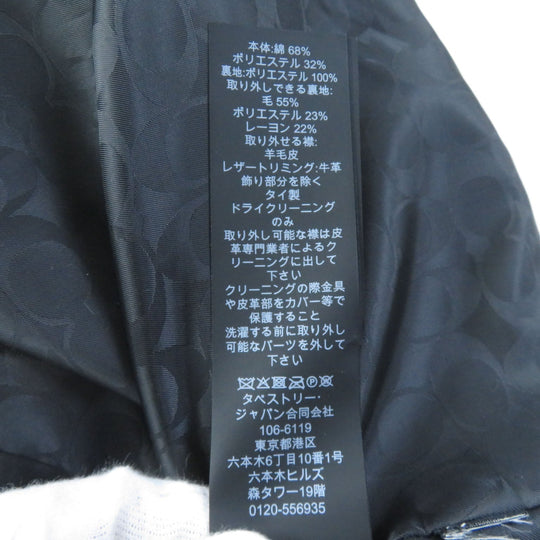 本体:綿 68%
ポリエステル 32%
裏地:ポリエステル 100%
取り外しできる裏地:
毛 55%
ポリエステル 23%
レーヨン 22%
取り外せる襟:
羊毛皮
レザートリミング:牛革
飾り部分を除く
タイ製
ドライクリーニング
のみ
取り外し可能な襟は皮
革専門業者によるク
リーニングに出して
下さい
クリーニングの際金具
や皮革部をカバー等で
保護すること
洗濯する前に取り外し
可能なパーツを外して
下さい
タペストリー・
ジャパン合同会社
106-6119
東京都港区
六本木6丁目10番1号
六本木ヒルズ
森タワー19階
0120-556935